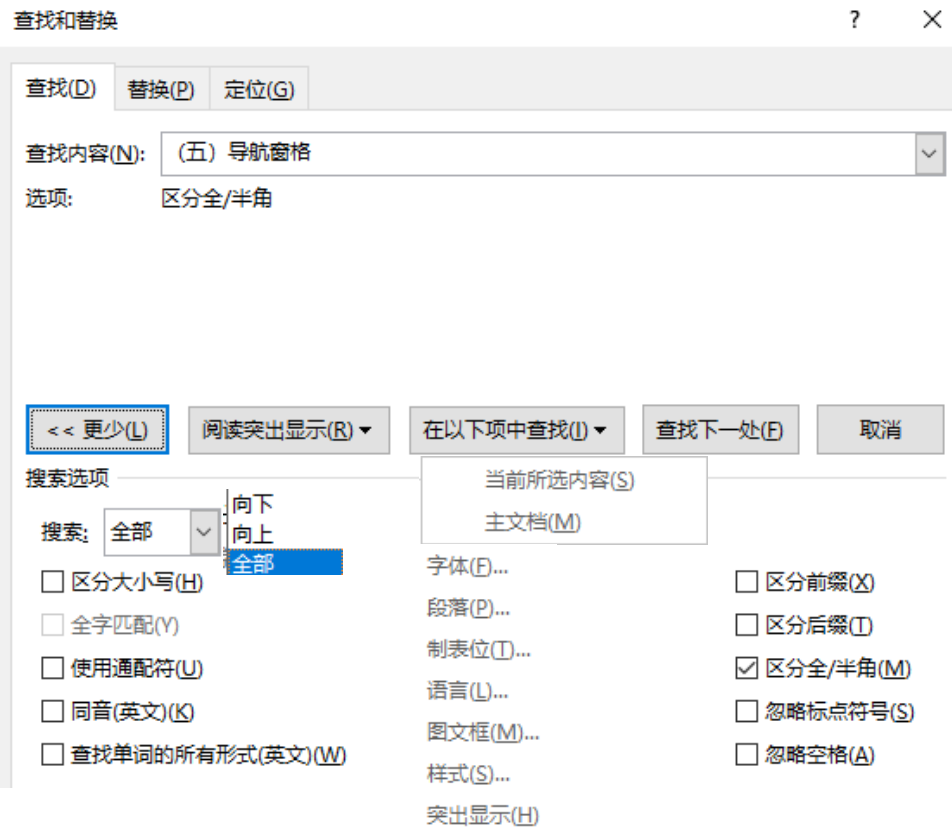 查找和替换 ? ×
查找(D) 替换(P) 定位(G)
查找内容(N): （五）导航窗格
选项: 区分全/半角
<< 更少(L) 阅读突出显示(R) 在以下项中查找(I) 查找下一处(F) 取消
当前所选内容(S)
主文档(M)
搜索选项
搜索: 全部
向下
向上
全部
区分大小写(H)
全字匹配(Y)
使用通配符(U)
同音(英文)(K)
查找单词的所有形式(英文)(W)
字体(F)...
段落(P)...
制表位(T)...
语言(L)...
图文框(M)...
样式(S)...
突出显示(H)
区分前缀(X)
区分后缀(T)
区分全/半角(M)
忽略标点符号(S)
忽略空格(A)